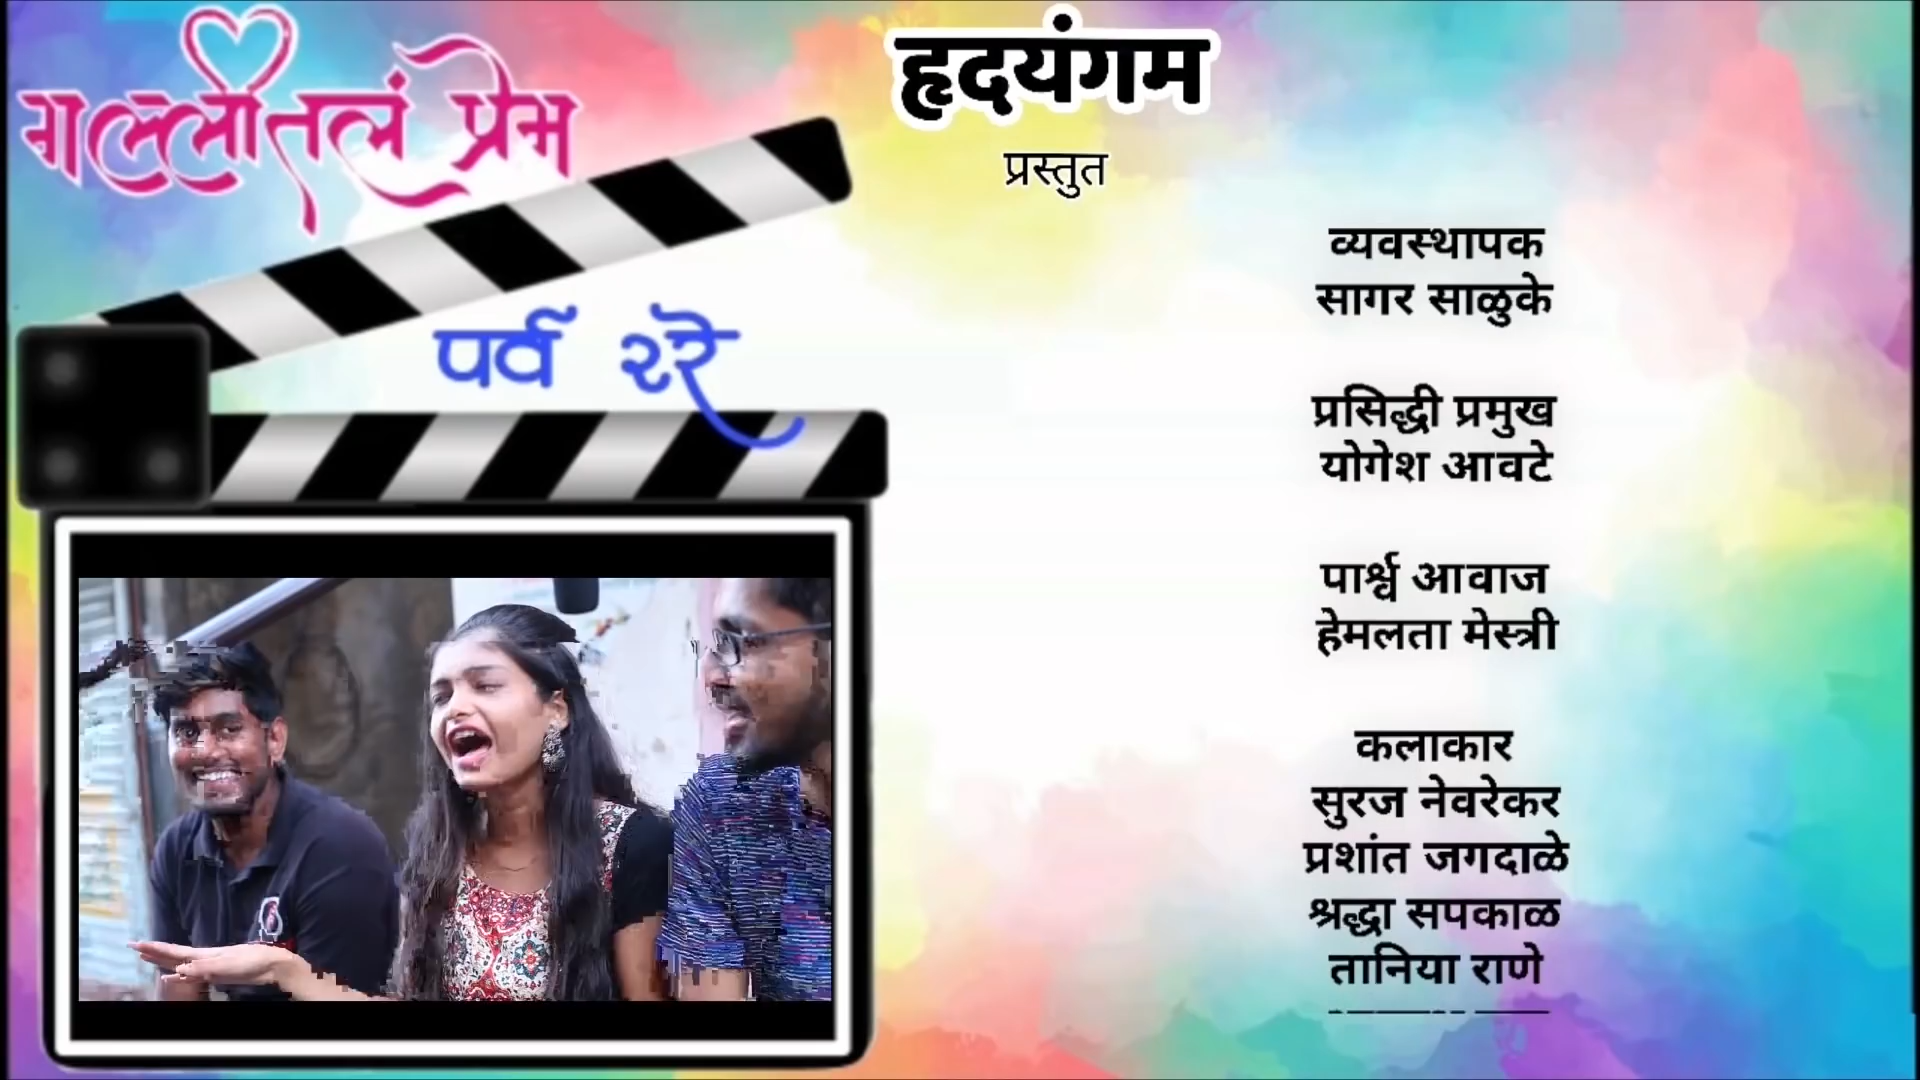 गल्लीतलं प्रेम
हृदयंगम
प्रस्तुत
पर्व २रे
व्यवस्थापक
सागर साळुके
प्रसिद्धी प्रमुख
योगेश आवटे
पार्श्व आवाज
हेमलता मेस्त्री
कलाकार
सुरज नेवरेकर
प्रशांत जगदाळे
श्रद्धा सपकाळ
तानिया राणे